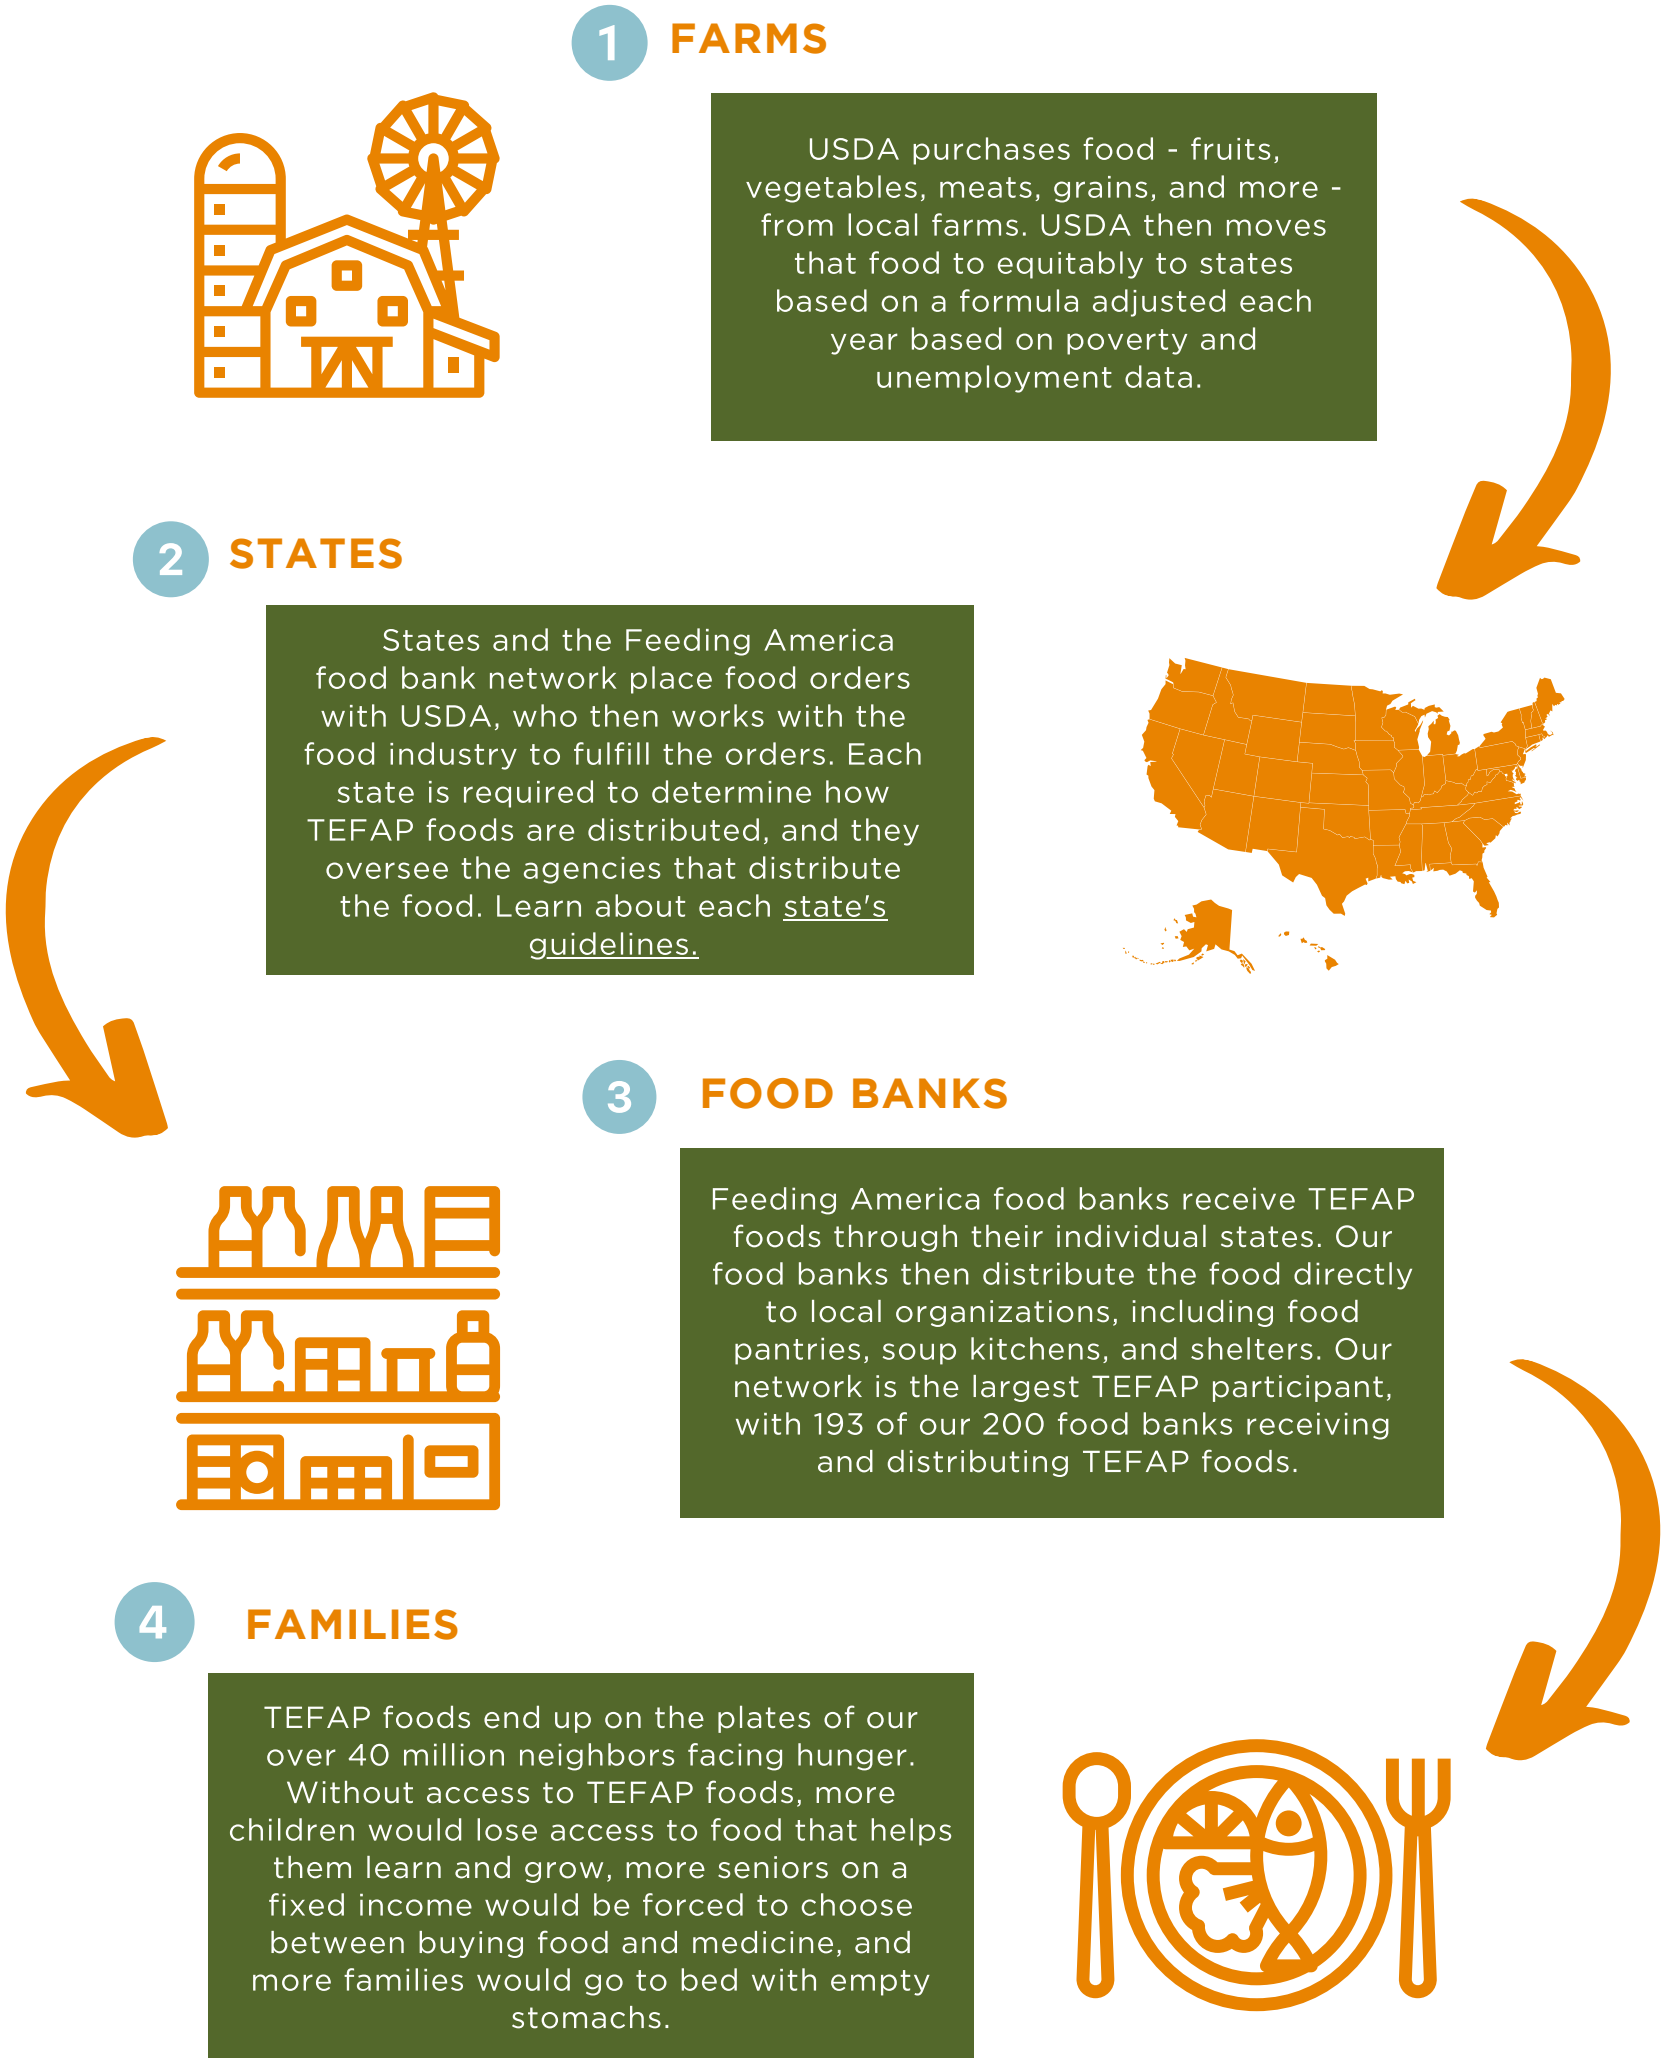 1
FARMS
USDA purchases food - fruits,
vegetables, meats, grains, and more -
from local farms. USDA then moves
that food to equitably to states
based on a formula adjusted each
year based on poverty and
unemployment data.
2
STATES
States and the Feeding America
food bank network place food orders
with USDA, who then works with the
food industry to fulfill the orders. Each
state is required to determine how
TEFAP foods are distributed, and they
oversee the agencies that distribute
the food. Learn about each state's
guidelines.
3
FOOD BANKS
Feeding America food banks receive TEFAP
foods through their individual states. Our
food banks then distribute the food directly
to local organizations, including food
pantries, soup kitchens, and shelters. Our
network is the largest TEFAP participant,
with 193 of our 200 food banks receiving
and distributing TEFAP foods.
4
FAMILIES
TEFAP foods end up on the plates of our
over 40 million neighbors facing hunger.
Without access to TEFAP foods, more
children would lose access to food that helps
them learn and grow, more seniors on a
fixed income would be forced to choose
between buying food and medicine, and
more families would go to bed with empty
stomachs.